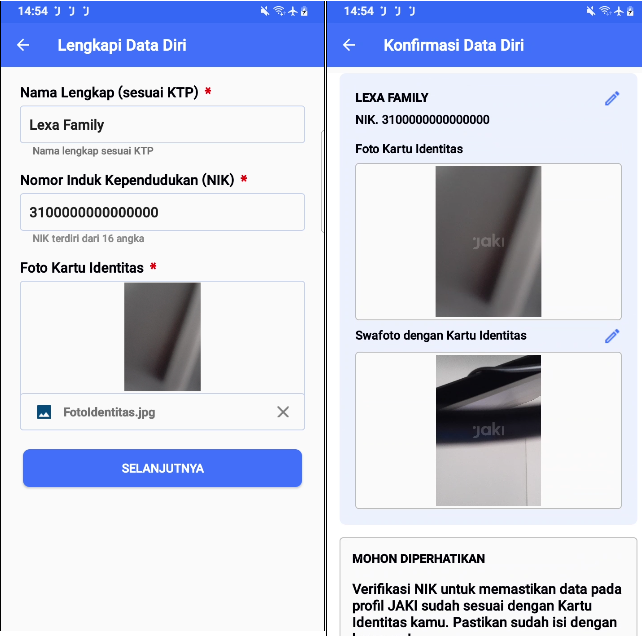 14:54
Lengkapi Data Diri
Nama Lengkap (sesuai KTP) *
Lexa Family
Nama lengkap sesuai KTP
Nomor Induk Kependudukan (NIK) *
3100000000000000
NIK terdiri dari 16 angka
Foto Kartu Identitas *
FotoIdentitas.jpg
SELANJUTNYA
14:54
Konfirmasi Data Diri
LEXA FAMILY
NIK. 3100000000000000
Foto Kartu Identitas
jaki
Swafoto dengan Kartu Identitas
jaki
MOHON DIPERHATIKAN
Verifikasi NIK untuk memastikan data pada
profil JAKI sudah sesuai dengan Kartu
Identitas kamu. Pastikan sudah isi dengan